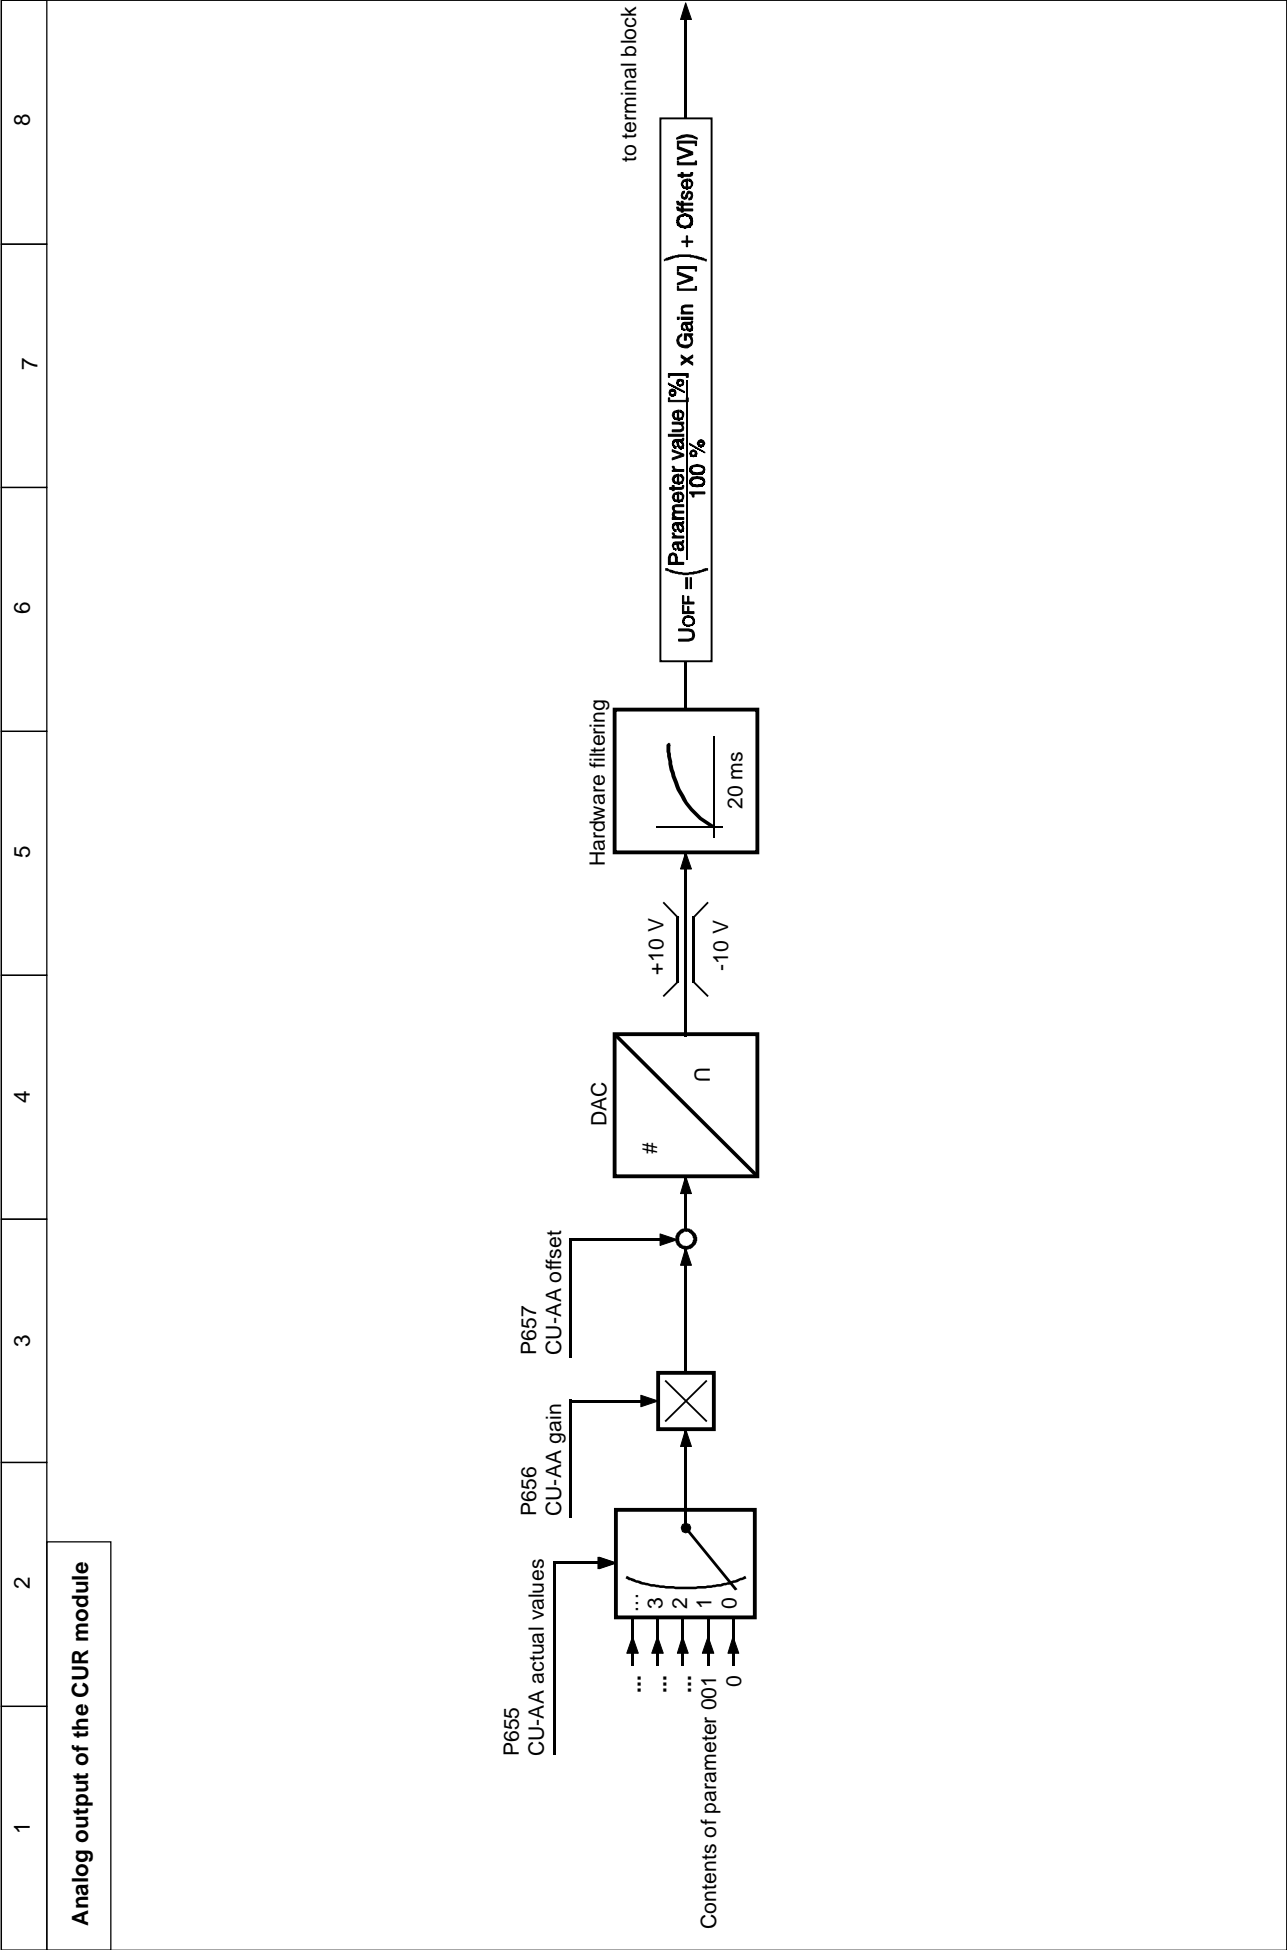 1 2 3 4 5 6 7 8
Analog output of the CUR module
P655
CU-AA actual values
P656
CU-AA gain
P657
CU-AA offset
DAC
#
U
+10 V
-10 V
Hardware filtering
20 ms
to terminal block
UOFF = ( Parameter value [%] x Gain [V] ) + Offset [V])
100 %
... ...
... 3
... 2
Contents of parameter 001 1
0 0